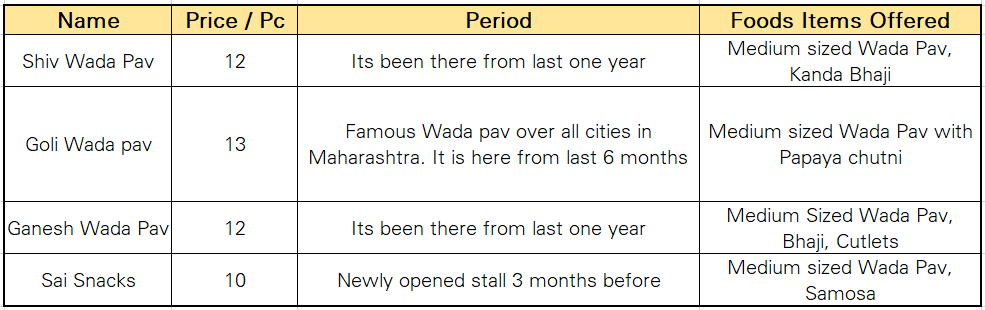 Name Price / Pc Period Foods Items Offered
Shiv Wada Pav 12 Its been there from last one year Medium sized Wada Pav,
Kanda Bhaji
Goli Wada pav 13 Famous Wada pav over all cities in
Maharashtra. It is here from last 6 months Medium sized Wada Pav with
Papaya chutni
Ganesh Wada Pav 12 Its been there from last one year Medium Sized Wada Pav,
Bhaji, Cutlets
Sai Snacks 10 Newly opened stall 3 months before Medium sized Wada Pav,
Samosa